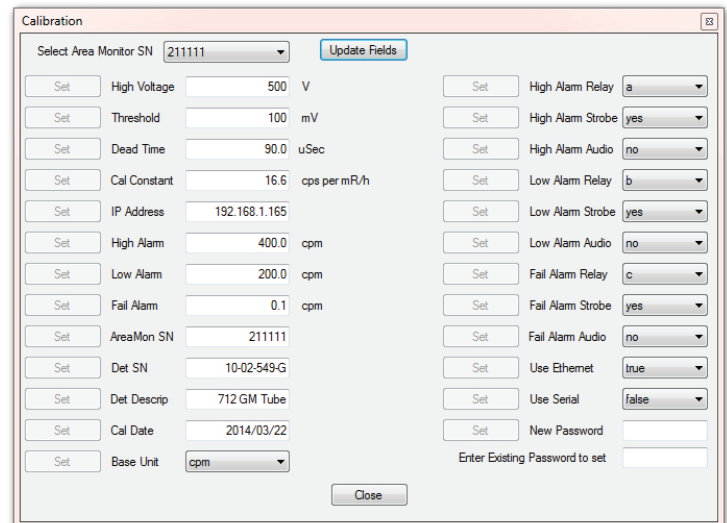 Calibration
Select Area Monitor SN 211111 Update Fields
Set High Voltage 500 V Set High Alarm Relay a
Set Threshold 100 mV Set High Alarm Strobe yes
Set Dead Time 90.0 uSec Set High Alarm Audio no
Set Cal Constant 16.6 cps per mR/h Set Low Alarm Relay b
Set IP Address 192.168.1.165 Set Low Alarm Strobe yes
Set High Alarm 400.0 cpm Set Low Alarm Audio no
Set Low Alarm 200.0 cpm Set Fail Alarm Relay c
Set Fail Alarm 0.1 cpm Set Fail Alarm Strobe yes
Set AreaMon SN 211111 Set Fail Alarm Audio no
Set Det SN 10-02-549-G Set Use Ethernet true
Set Det Descrip 712 GM Tube Set Use Serial false
Set Cal Date 2014/03/22 Set New Password
Set Base Unit cpm Enter Existing Password to set
Close